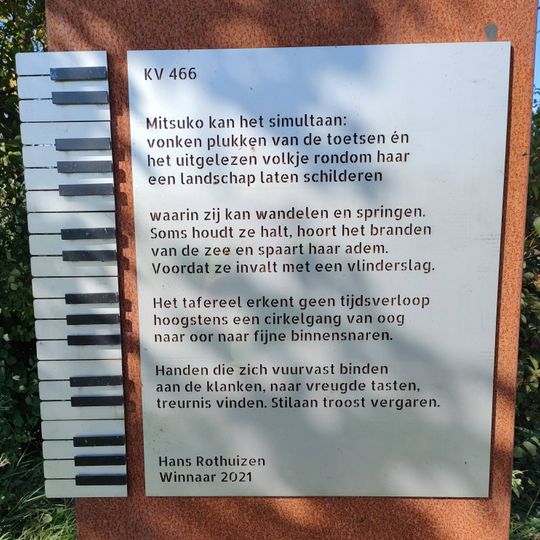 KV 466
Mitsuko kan het simultaan:
vonken plukken van de toetsen én
het uitgelezen volkje rondom haar
een landschap laten schilderen
waarin zij kan wandelen en springen.
Soms houdt ze halt, hoort het branden
van de zee en spaart haar adem.
Voordat ze invalt met een vlinderslag.
Het tafereel erkent geen tijdsverloop
hoogstens een cirkelgang van oog
naar oor naar fijne binnensnaren.
Handen die zich vuurvast binden
aan de klanken, naar vreugde tasten,
treurnis vinden. Stilaan troost vergaren.
Hans Rothuizen
Winnaar 2021